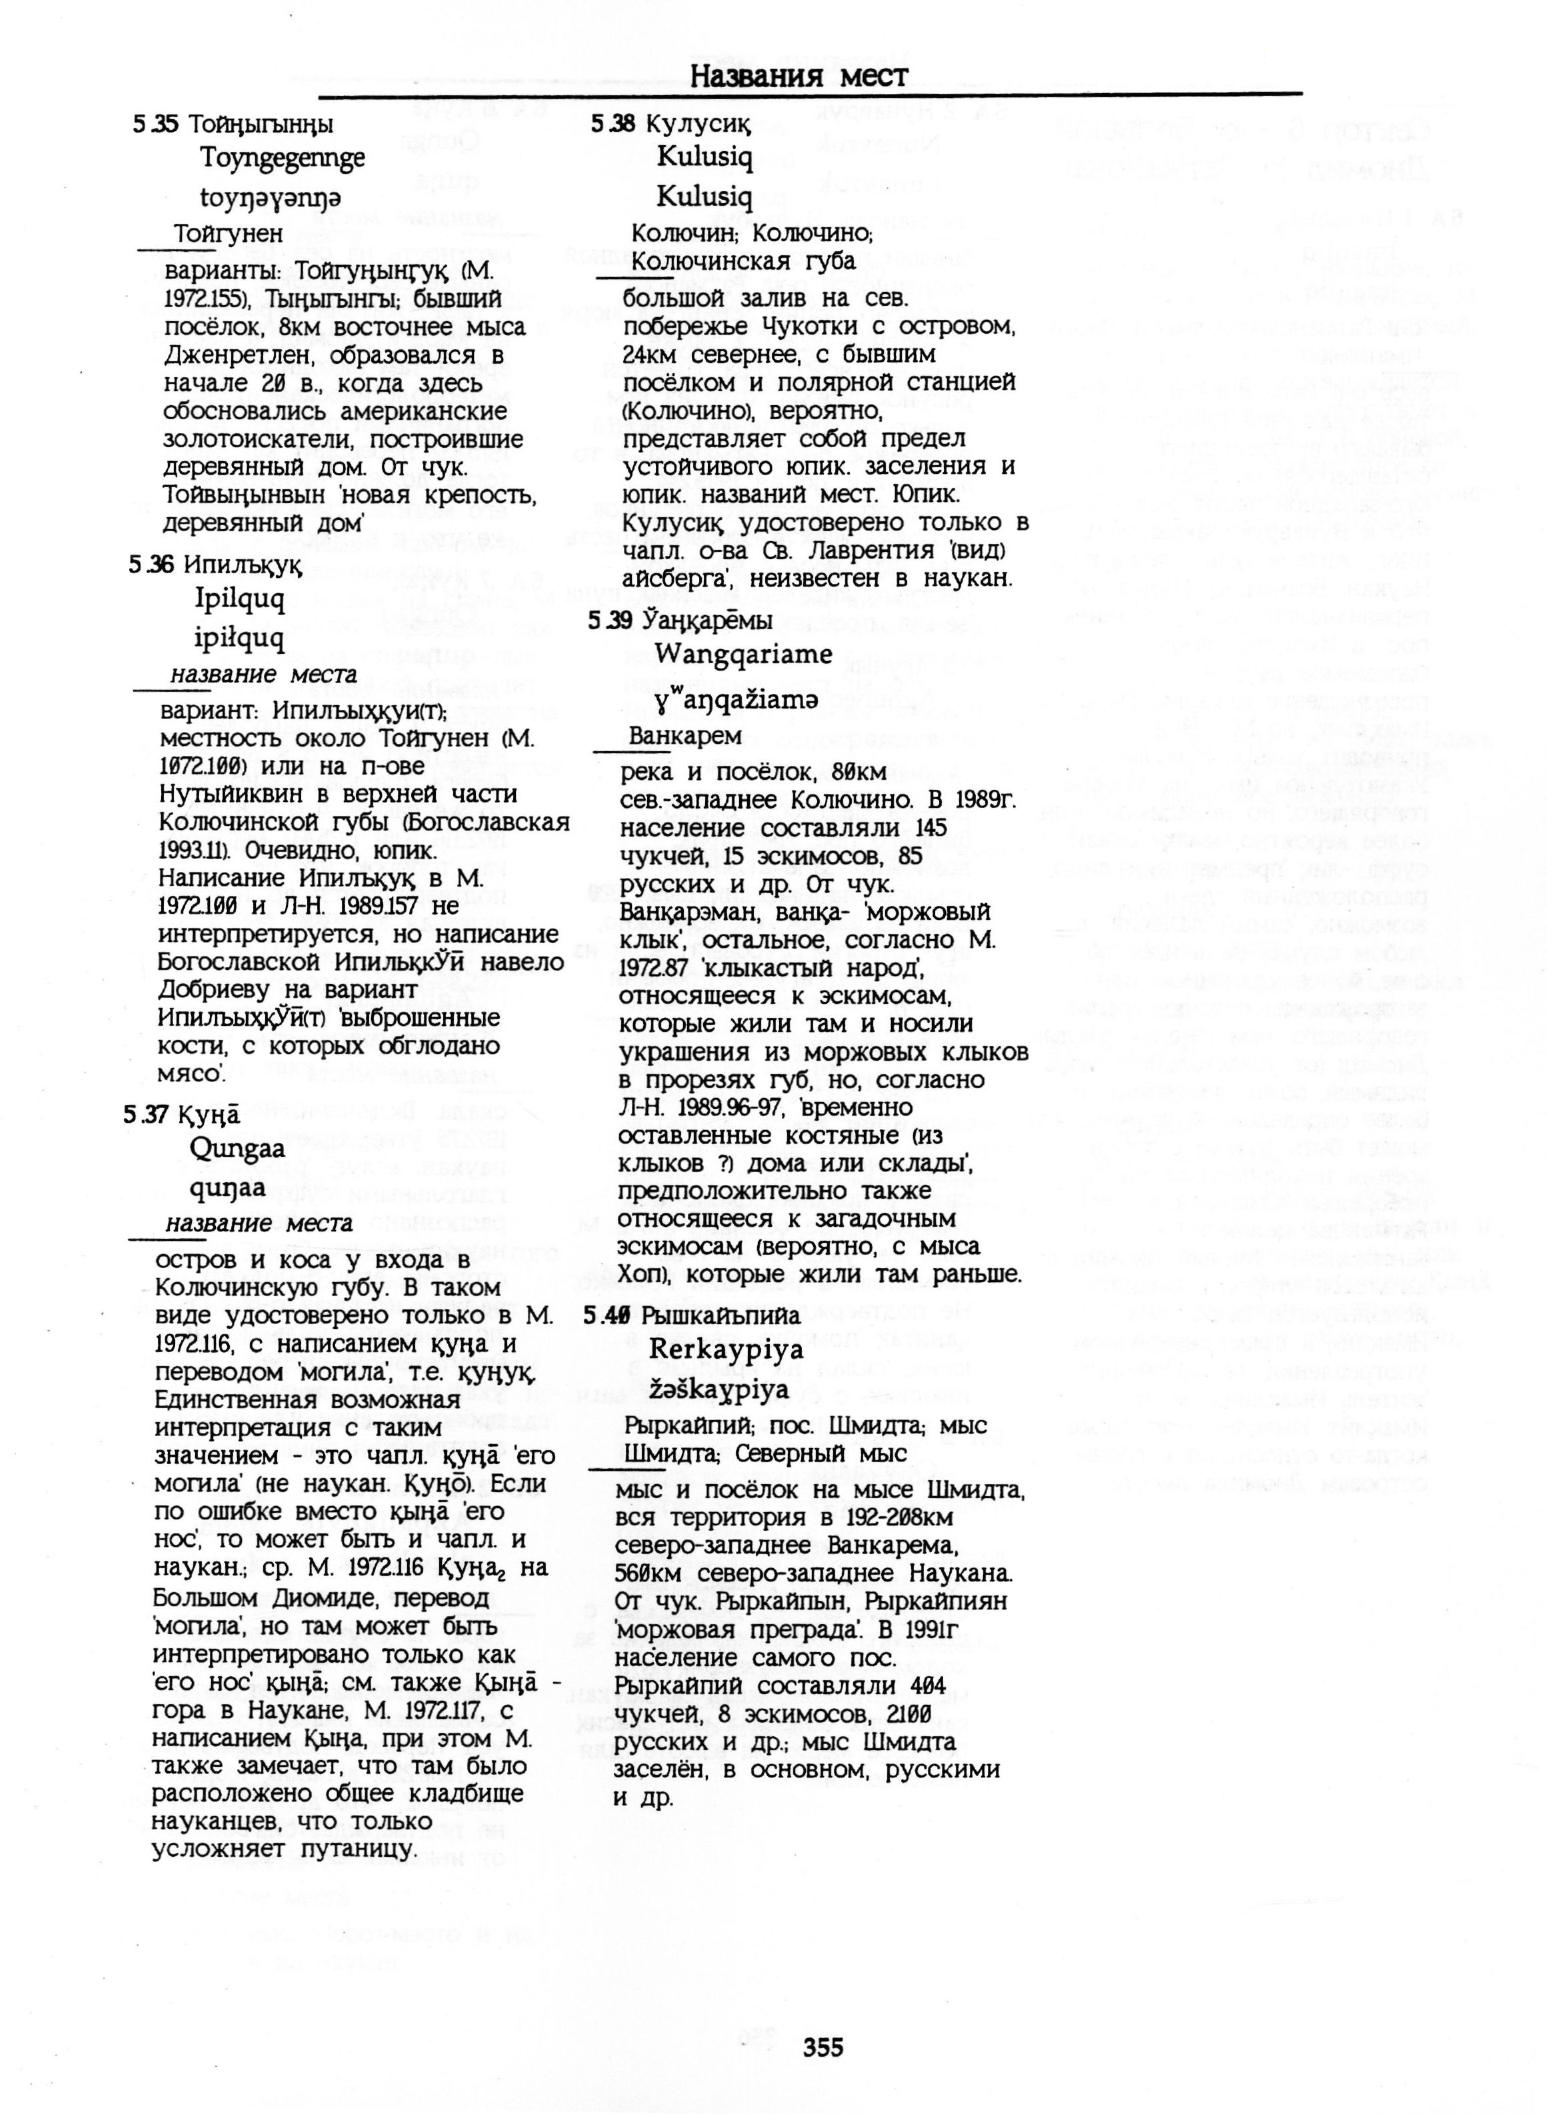 Названия мест
5.35 Тойӈыгынӈы
Toyngegennge
toyŋəɣənŋə
Тойгунен
варианты: Тойгуӈынгуқ (М.
1972.155), Тыӈыгынгы; бывший
посёлок, 8км восточнее мыса
Дженретлен, образовался в
начале 20 в., когда здесь
обосновались американские
золотоискатели, построившие
деревянный дом. От чук.
Тойвыӈынвын 'новая крепость,
деревянный дом'
5.36 Ипилъқуқ
Ipilquq
ipiłquq
название места
вариант: Ипилъыҳқуи(т);
местность около Тойгунен (М.
1072.100) или на п-ове
Нутыйиквин в верхней части
Колючинской губы (Богославская
1993.11). Очевидно, юпик.
Написание Ипилъқуқ в М.
1972.100 и Л-Н. 1989.157 не
интерпретируется, но написание
Богославской ИпильқкЎӣ навело
Добриеву на вариант
ИпилъыҳқЎӣ(т) 'выброшенные
кости, с которых обглодано
мясо'.
5.37 Қуӈā
Qungaa
quŋaa
название места
остров и коса у входа в
Колючинскую губу. В таком
виде удостоверено только в М.
1972.116, с написанием қуӈа и
переводом 'могила', т.е. қуӈуқ.
Единственная возможная
интерпретация с таким
значением - это чапл. қуӈā 'его
могила' (не наукан. Қуӈō). Если
по ошибке вместо қыӈā 'его
нос', то может быть и чапл. и
наукан.; ср. М. 1972.116 Қуӈа₂ на
Большом Диомиде, перевод
'могила', но там может быть
интерпретировано только как
'его нос' қыӈā; см. также Қыӈā -
гора в Наукане, М. 1972.117, с
написанием Қыӈа, при этом М.
также замечает, что там было
расположено общее кладбище
науканцев, что только
усложняет путаницу.
5.38 Кулусиқ
Kulusiq
Kulusiq
Колючин; Колючино;
Колючинская губа
большой залив на сев.
побережье Чукотки с островом,
24км севернее, с бывшим
посёлком и полярной станцией
(Колючино), вероятно,
представляет собой предел
устойчивого юпик. заселения и
юпик. названий мест. Юпик.
Кулусиқ удостоверено только в
чапл. о-ва Св. Лаврентия '(вид)
айсберга', неизвестен в наукан.
5.39 Ўаӈқарēмы
Wangqariame
ɣʷaŋqažiamə
Ванкарем
река и посёлок, 80км
сев.-западнее Колючино. В 1989г.
население составляли 145
чукчей, 15 эскимосов, 85
русских и др. От чук.
Ванқарэман, ванқа- 'моржовый
клык', остальное, согласно М.
1972.87 'клыкастый народ',
относящееся к эскимосам,
которые жили там и носили
украшения из моржовых клыков
в прорезях губ, но, согласно
Л-Н. 1989.96-97, 'временно
оставленные костяные (из
клыков ?) дома или склады',
предположительно также
относящееся к загадочным
эскимосам (вероятно, с мыса
Хоп), которые жили там раньше.
5.40 Рышкайъпийа
Rerkaypiya
žəškaypiya
Рыркайпий; пос. Шмидта; мыс
Шмидта; Северный мыс
мыс и посёлок на мысе Шмидта,
вся территория в 192-208км
северо-западнее Ванкарема,
560км северо-западнее Наукана.
От чук. Рыркайпын, Рыркайпиян
'моржовая преграда'. В 1991г
население самого пос.
Рыркайпий составляли 404
чукчей, 8 эскимосов, 2100
русских и др.; мыс Шмидта
заселён, в основном, русскими
и др.
355